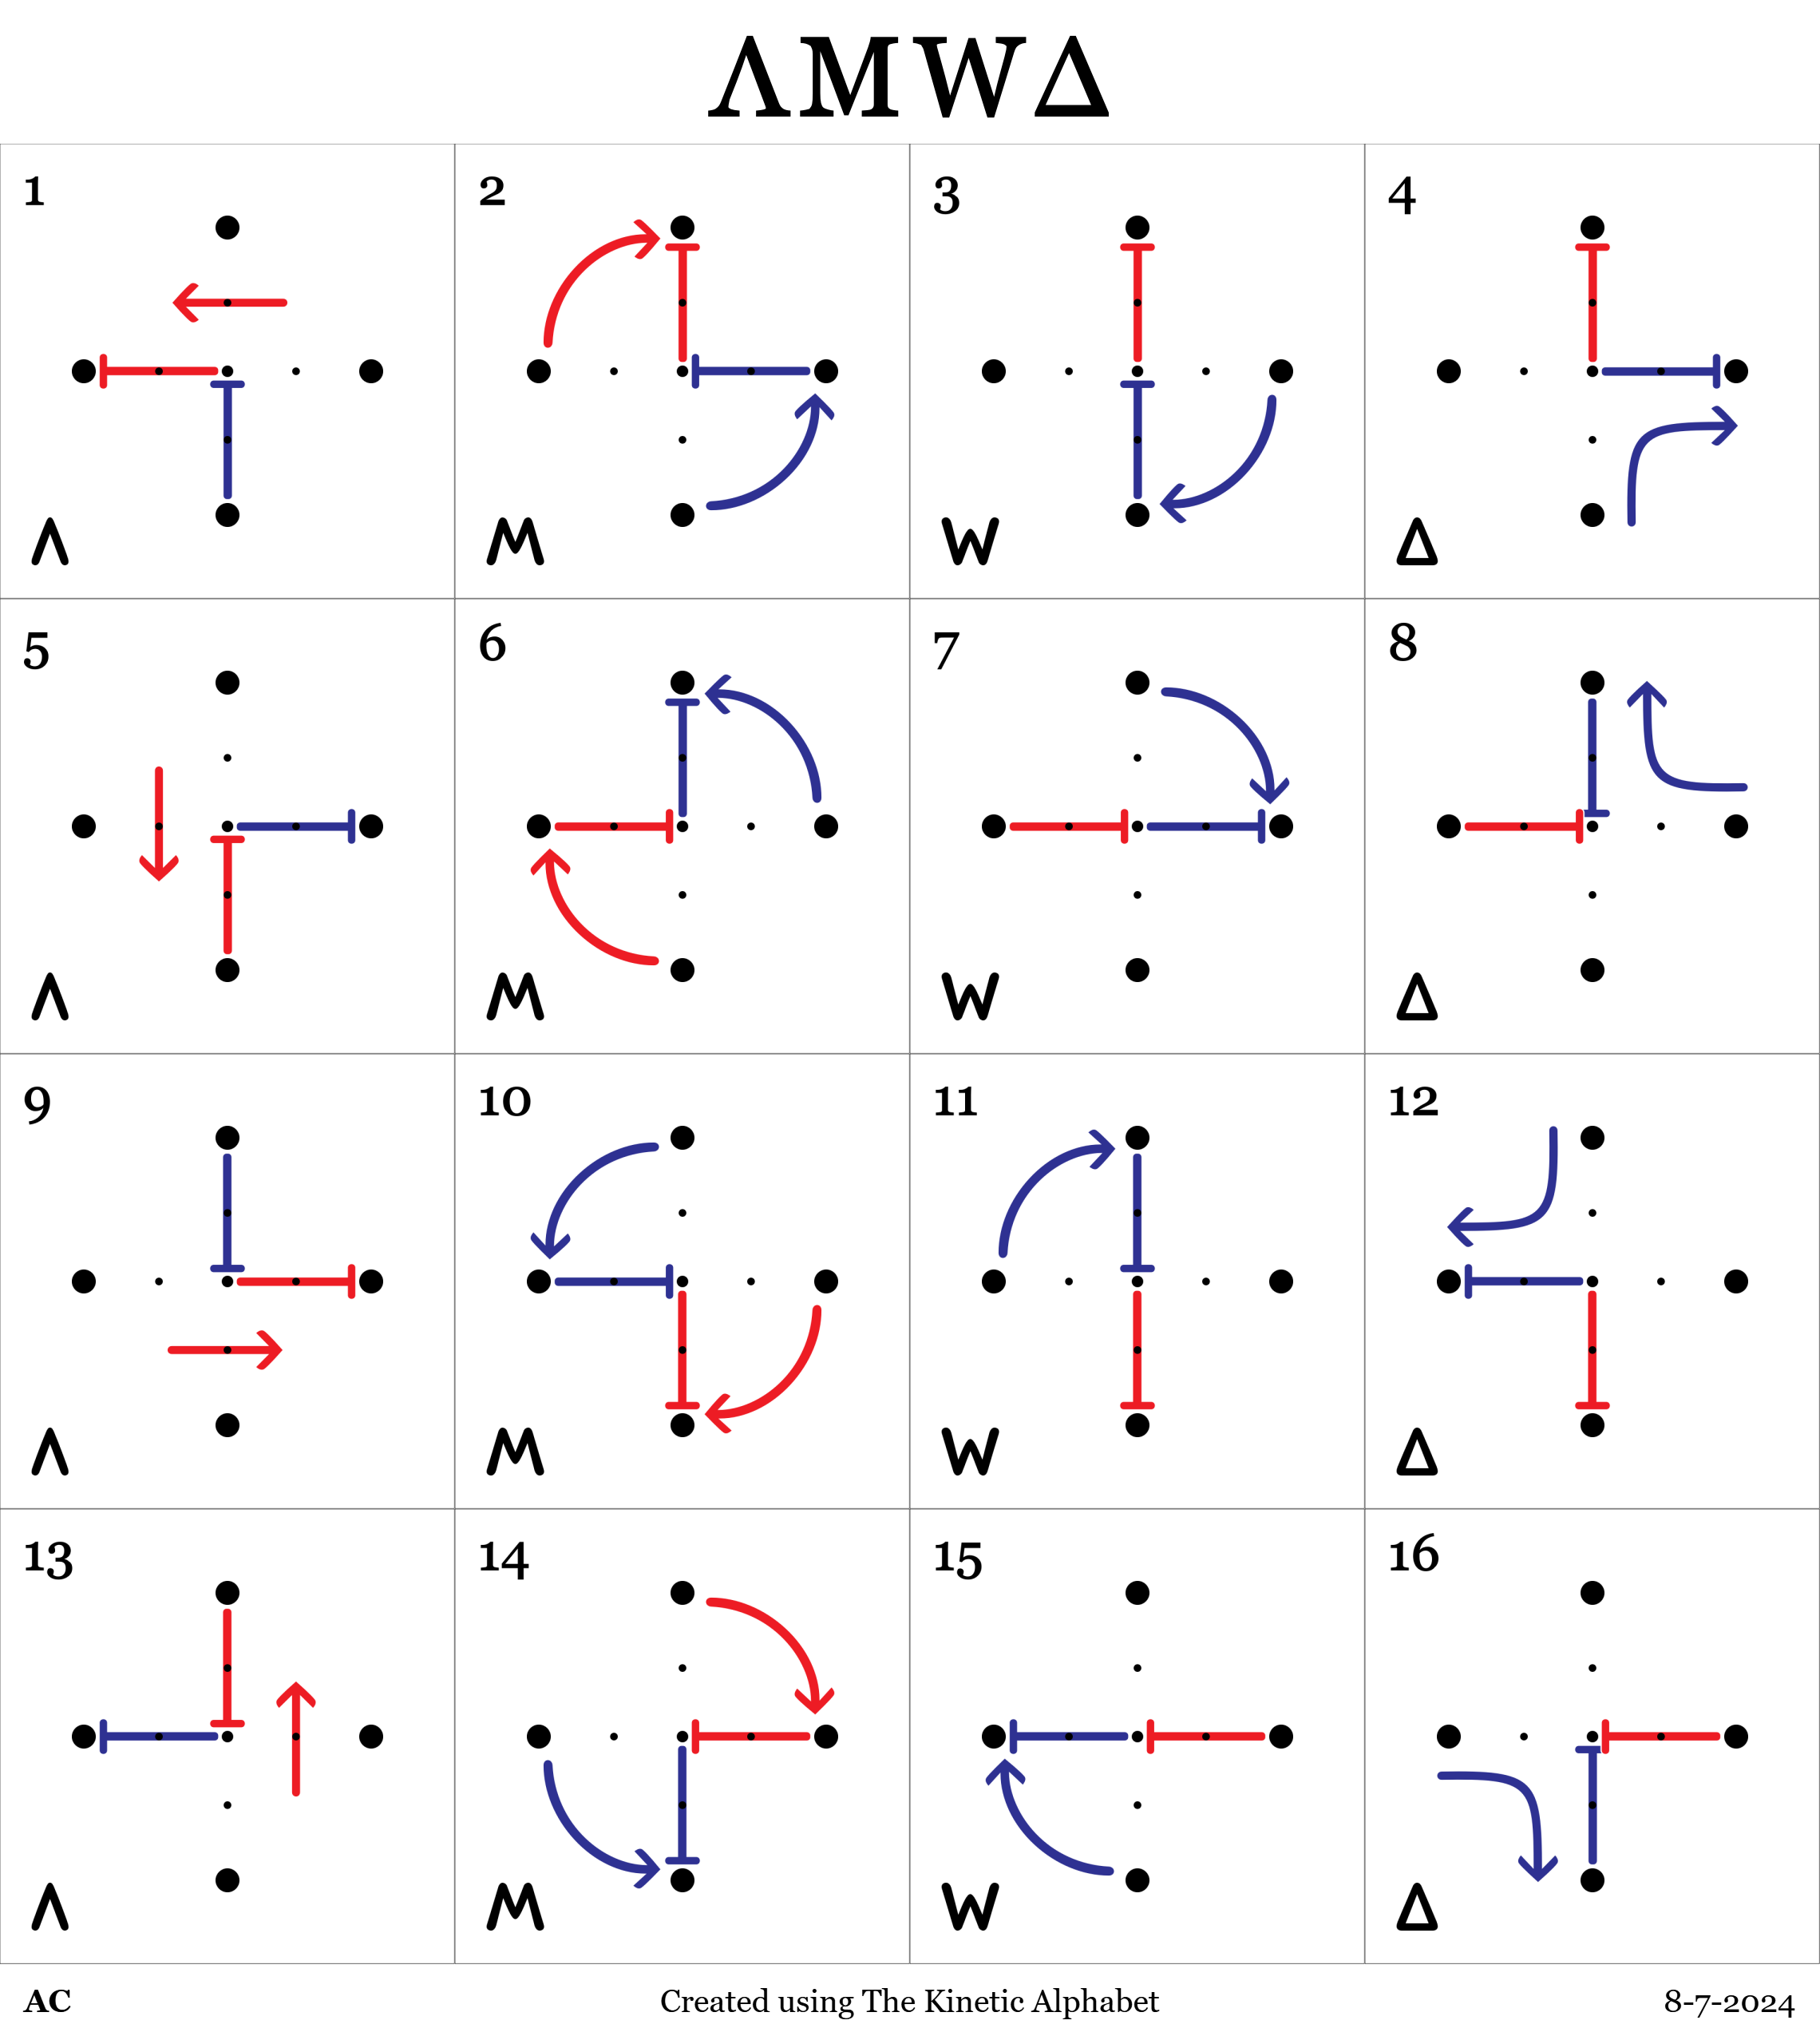 ΛMWΔ
1 2 3 4
Λ M W Δ
5 6 7 8
Λ M W Δ
9 10 11 12
Λ M W Δ
13 14 15 16
Λ M W Δ
AC Created using The Kinetic Alphabet 8-7-2024